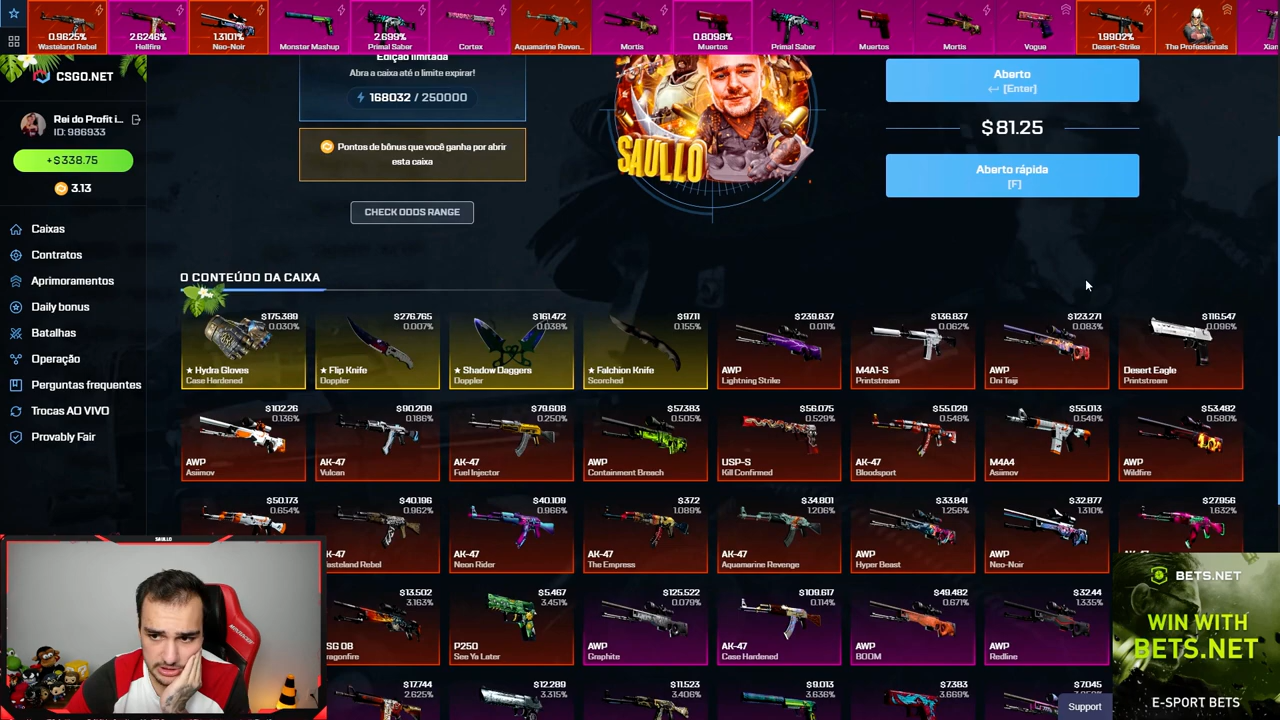 0.9625%
Wasteland Rebel
2.6246%
Hellfire
1.3101%
Neo-Noir
Monster Mashup
2.699%
Primal Saber
Cortex
Aquamarine Reven...
Mortis
0.8098%
Muertos
Primal Saber
Muertos
Mortis
Vogue
1.9902%
Desert-Strike
The Professionals
Xian
CSGO.NET
Rei do Profit i...
ID: 986933
+$338.75
3.13
Caixas
Contratos
Aprimoramentos
Daily bonus
Batalhas
Operação
Perguntas frequentes
Trocas AO VIVO
Provably Fair
Edição limitada
Abra a caixa até o limite expirar!
168032 / 250000
Pontos de bônus que você ganha por abrir
esta caixa
CHECK ODDS RANGE
SAULLO
Aberto
[Enter]
$81.25
Aberto rápida
[F]
O CONTEÚDO DA CAIXA
$175.389
0.030%
★ Hydra Gloves
Case Hardened
$276.765
0.007%
★ Flip Knife
Doppler
$161.472
0.038%
★ Shadow Daggers
Doppler
$97.11
0.155%
★ Falchion Knife
Scorched
$239.837
0.011%
AWP
Lightning Strike
$136.837
0.062%
M4A1-S
Printstream
$123.271
0.083%
AWP
Oni Taiji
$116.547
0.096%
Desert Eagle
Printstream
$102.26
0.136%
AWP
Asiimov
$90.209
0.186%
AK-47
Vulcan
$79.608
0.250%
AK-47
Fuel Injector
$57.383
0.505%
AWP
Containment Breach
$56.075
0.529%
USP-S
Kill Confirmed
$55.029
0.548%
AK-47
Bloodsport
$55.013
0.549%
M4A4
Asiimov
$53.482
0.580%
AWP
Wildfire
$50.173
0.654%
$40.196
0.962%
AK-47
Wasteland Rebel
$40.109
0.966%
AK-47
Neon Rider
$37.2
1.089%
AK-47
The Empress
$34.801
1.206%
AK-47
Aquamarine Revenge
$33.841
1.256%
AWP
Hyper Beast
$32.877
1.310%
AWP
Neo-Noir
$27.956
1.632%
$13.502
3.163%
SSG 08
Dragonfire
$5.467
3.451%
P250
See Ya Later
$125.522
0.079%
AWP
Graphite
$109.617
0.114%
AK-47
Case Hardened
$49.482
0.671%
AWP
BOOM
$32.44
1.335%
AWP
Redline
$17.744
2.625%
$12.289
3.315%
$11.523
3.406%
$9.013
3.636%
$7.383
3.669%
$7.045
Support
SAULLO
BETS.NET
WIN WITH
BETS.NET
E-SPORT BETS